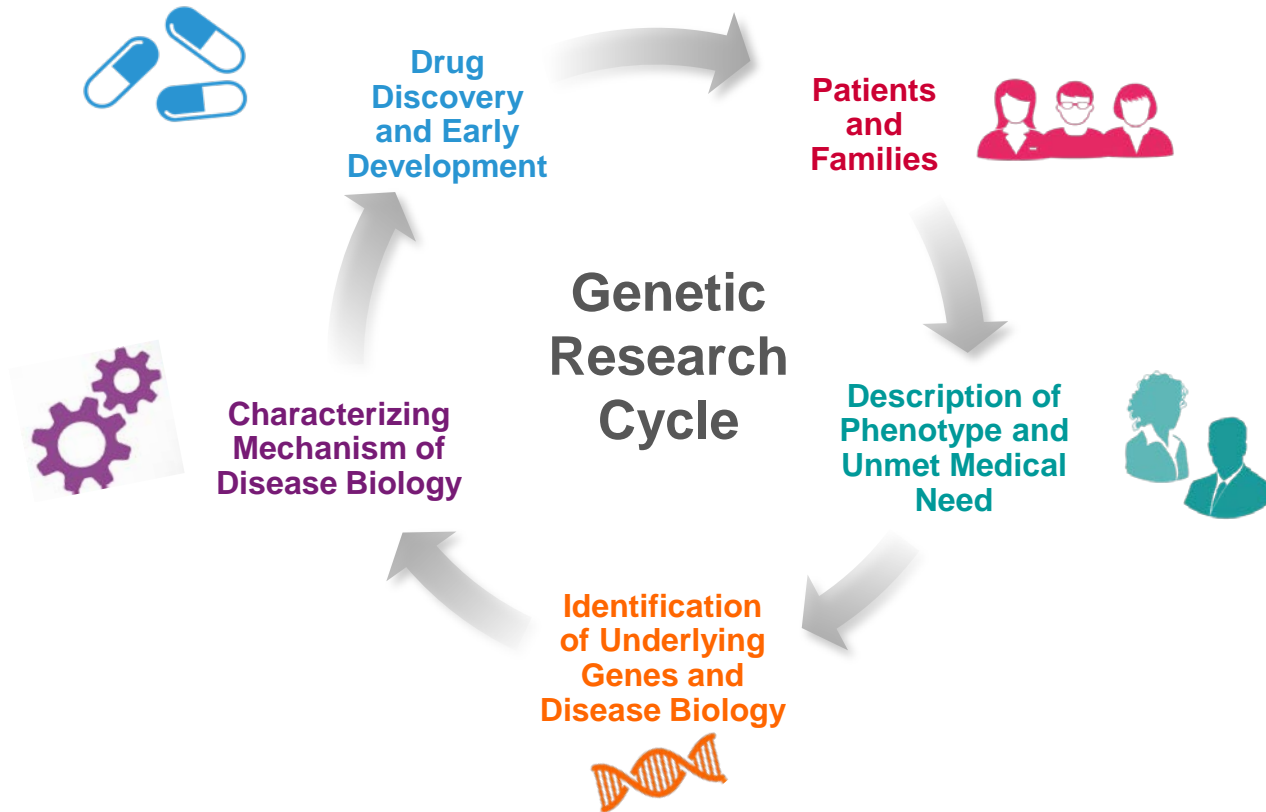 Drug
Discovery
and Early
Development
Patients
and
Families
Genetic
Research
Cycle
Description of
Phenotype and
Unmet Medical
Need
Identification
of Underlying
Genes and
Disease Biology
Characterizing
Mechanism of
Disease Biology